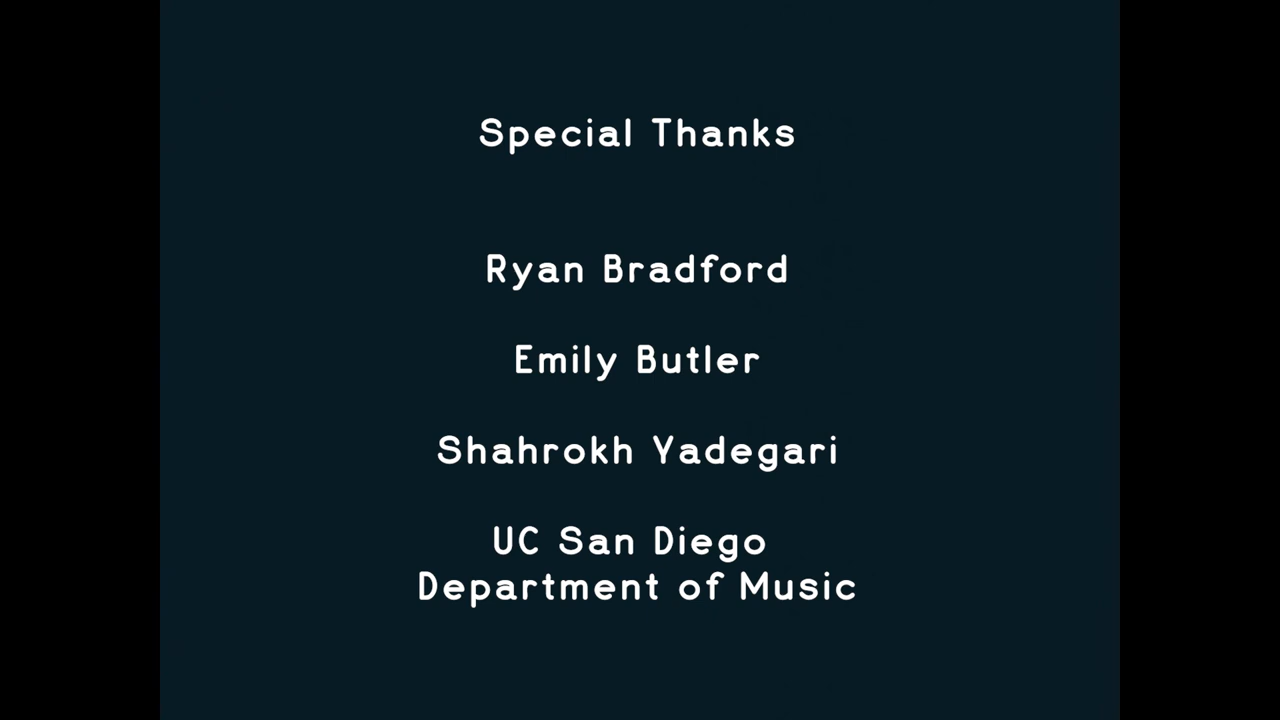 Special Thanks
Ryan Bradford
Emily Butler
Shahrokh Yadegari
UC San Diego
Department of Music